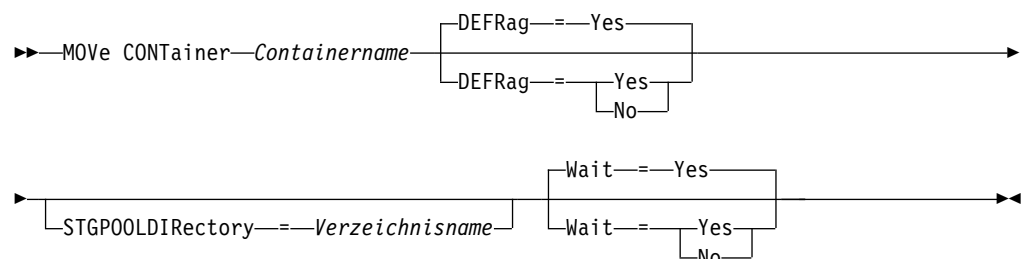 DEFRag = Yes
MOVe CONTainer Containername
DEFRag = Yes
No
Wait = Yes
STGPOOLDIRectory = Verzeichnisname
Wait = Yes
No